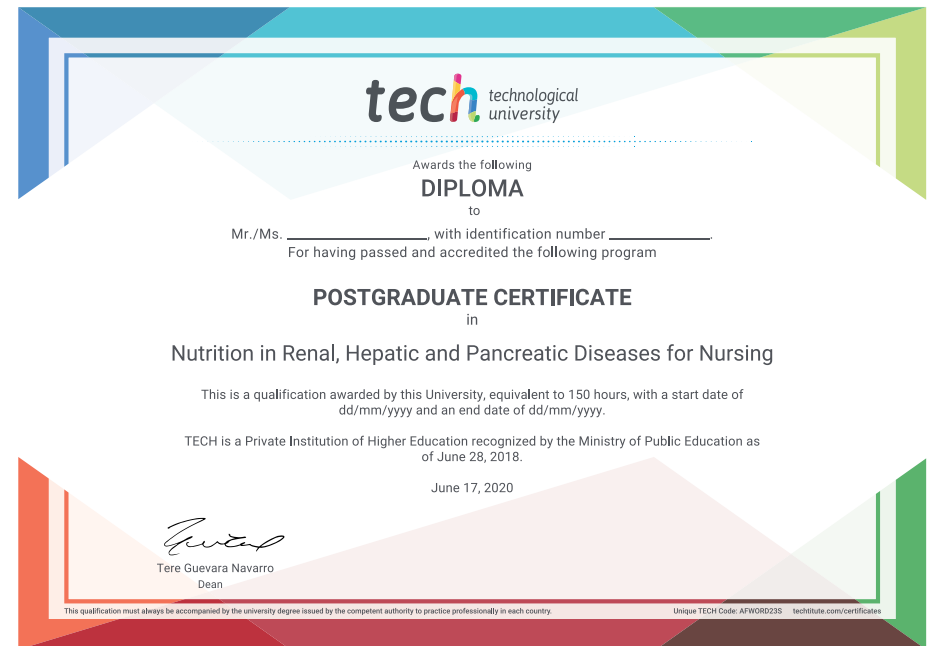 tech technological
university
Awards the following
DIPLOMA
to
Mr./Ms. ____________________, with identification number ______________.
For having passed and accredited the following program
POSTGRADUATE CERTIFICATE
in
Nutrition in Renal, Hepatic and Pancreatic Diseases for Nursing
This is a qualification awarded by this University, equivalent to 150 hours, with a start date of
dd/mm/yyyy and an end date of dd/mm/yyyy.
TECH is a Private Institution of Higher Education recognized by the Ministry of Public Education as
of June 28, 2018.
June 17, 2020
Tere Guevara Navarro
Dean
This qualification must always be accompanied by the university degree issued by the competent authority to practice professionally in each country.
Unique TECH Code: AFWORD23S techtitute.com/certificates